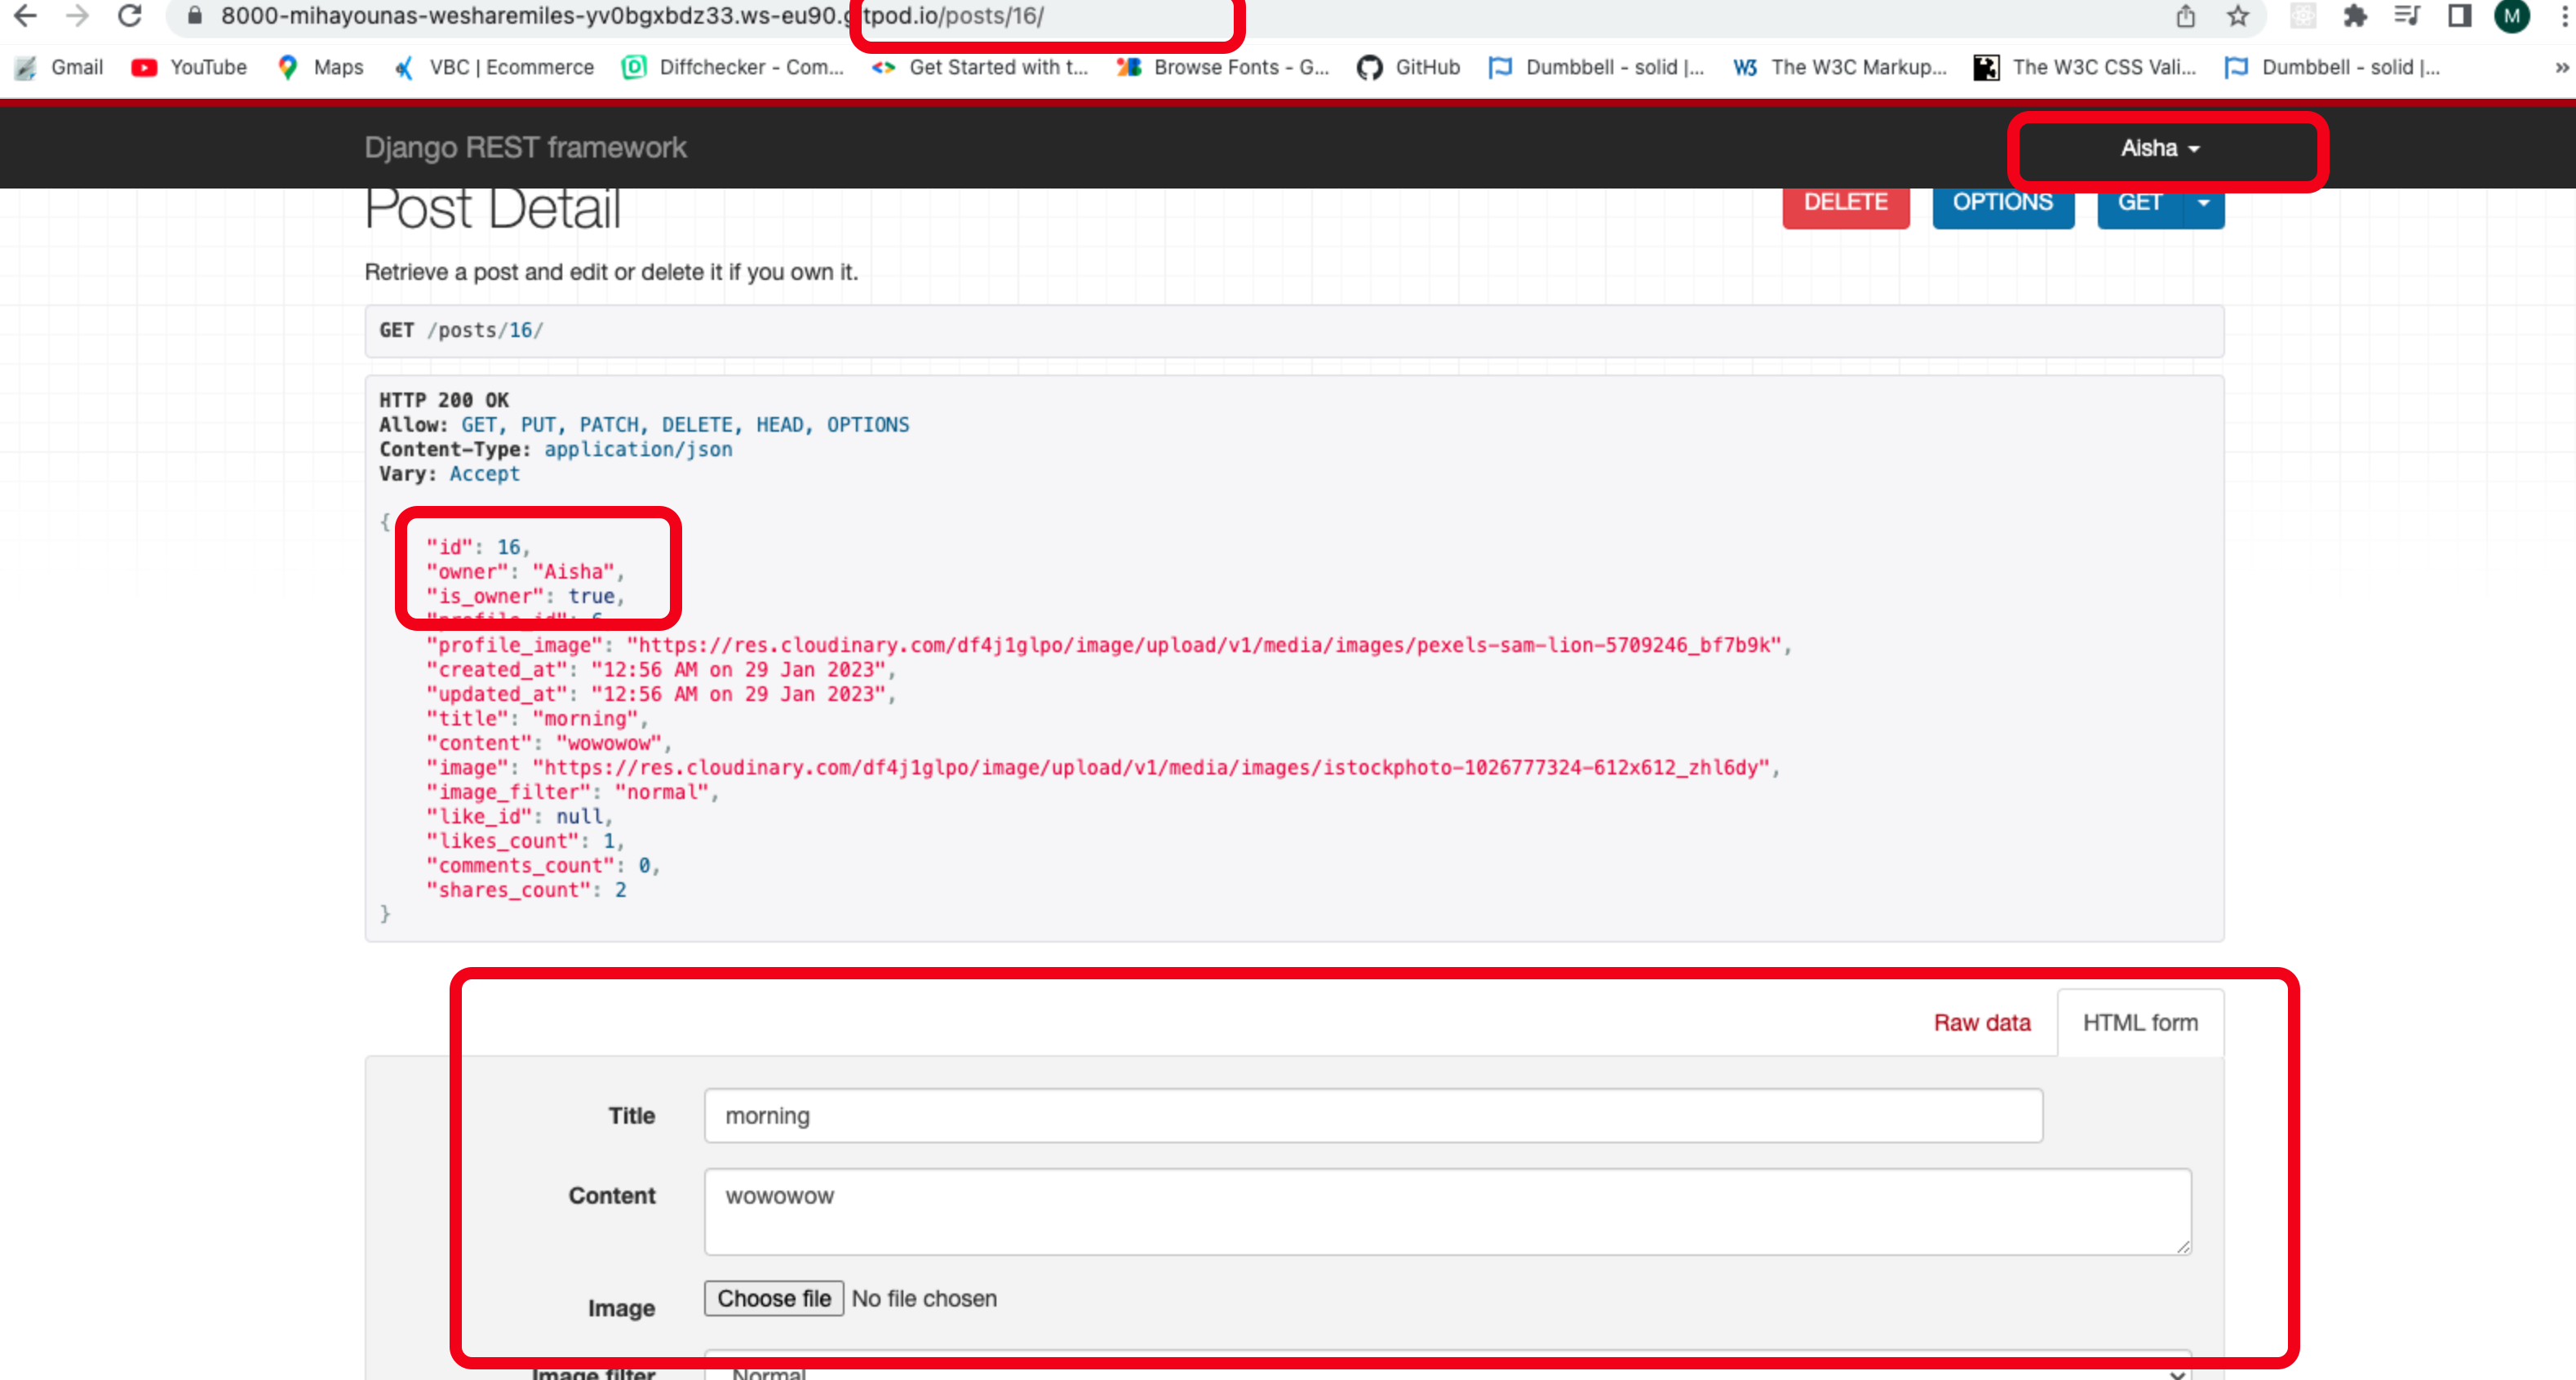 8000-mihayounas-wesharemiles-yv0bgxbdz33.ws-eu90.gitpod.io/posts/16/
M
Gmail YouTube Maps VBC | Ecommerce Diffchecker - Com... Get Started with t... Browse Fonts - G... GitHub Dumbbell - solid |... The W3C Markup... The W3C CSS Vali... Dumbbell - solid |... »
Django REST framework Aisha
Post Detail DELETE OPTIONS GET
Retrieve a post and edit or delete it if you own it.
GET /posts/16/
HTTP 200 OK
Allow: GET, PUT, PATCH, DELETE, HEAD, OPTIONS
Content-Type: application/json
Vary: Accept
{
"id": 16,
"owner": "Aisha",
"is_owner": true,
"profile_id": 6
"profile_image": "https://res.cloudinary.com/df4j1glpo/image/upload/v1/media/images/pexels-sam-lion-5709246_bf7b9k",
"created_at": "12:56 AM on 29 Jan 2023",
"updated_at": "12:56 AM on 29 Jan 2023",
"title": "morning",
"content": "wowowow",
"image": "https://res.cloudinary.com/df4j1glpo/image/upload/v1/media/images/istockphoto-1026777324-612x612_zhl6dy",
"image_filter": "normal",
"like_id": null,
"likes_count": 1,
"comments_count": 0,
"shares_count": 2
}
Raw data HTML form
Title morning
Content wowowow
Image Choose file No file chosen
Image filter Normal